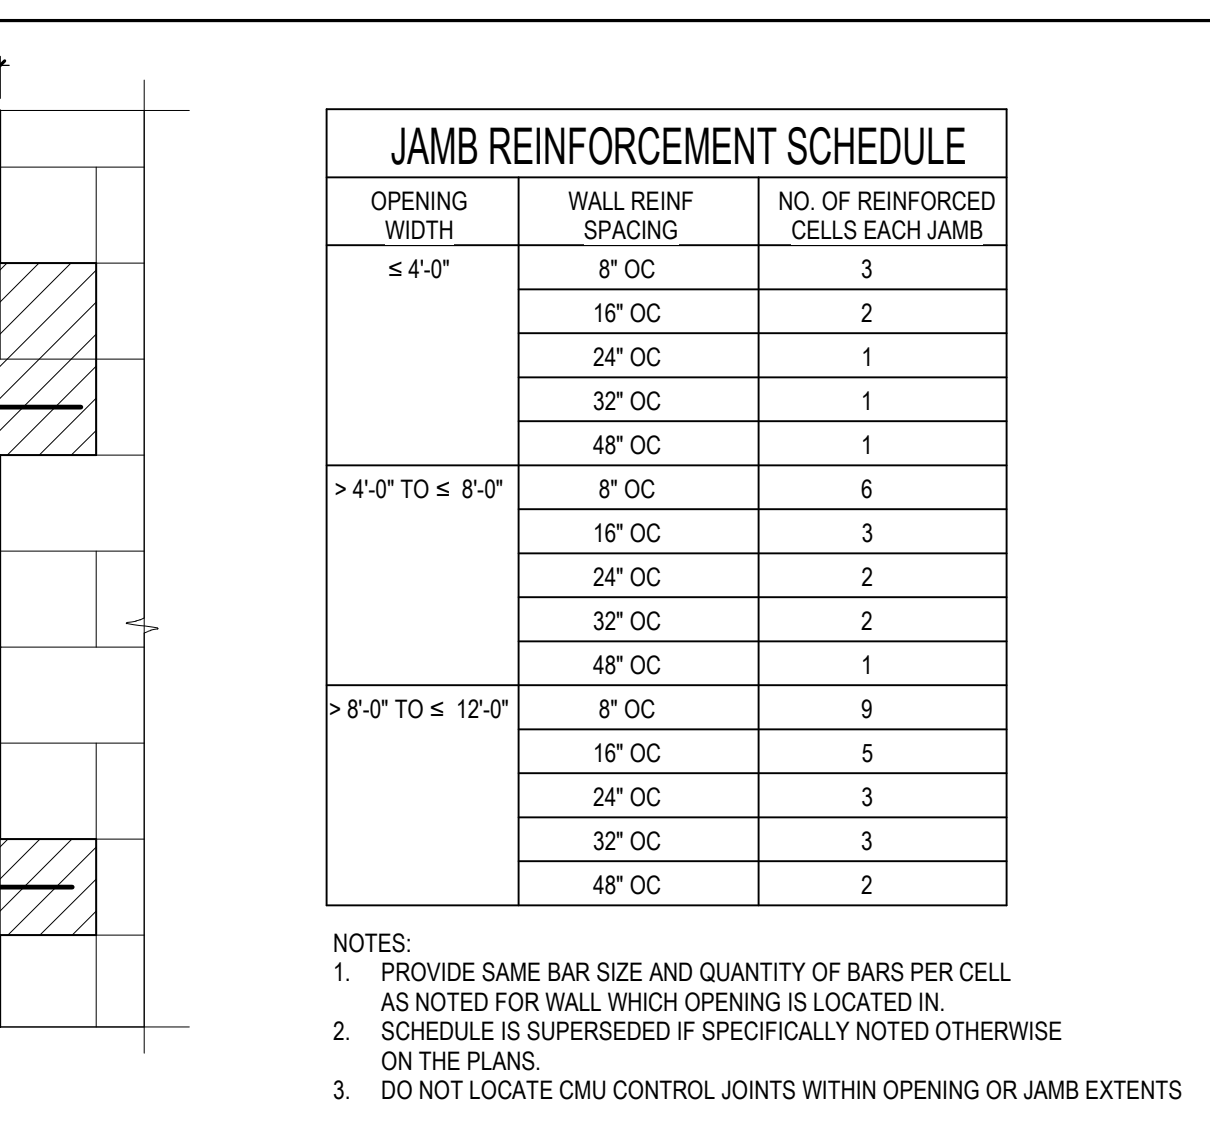 JAMB REINFORCEMENT SCHEDULE
OPENING WIDTH WALL REINF SPACING NO. OF REINFORCED CELLS EACH JAMB
≤ 4'-0" 8" OC 3
16" OC 2
24" OC 1
32" OC 1
48" OC 1
> 4'-0" TO ≤ 8'-0" 8" OC 6
16" OC 3
24" OC 2
32" OC 2
48" OC 1
> 8'-0" TO ≤ 12'-0" 8" OC 9
16" OC 5
24" OC 3
32" OC 3
48" OC 2
NOTES:
1. PROVIDE SAME BAR SIZE AND QUANTITY OF BARS PER CELL
AS NOTED FOR WALL WHICH OPENING IS LOCATED IN.
2. SCHEDULE IS SUPERSEDED IF SPECIFICALLY NOTED OTHERWISE
ON THE PLANS.
3. DO NOT LOCATE CMU CONTROL JOINTS WITHIN OPENING OR JAMB EXTENTS